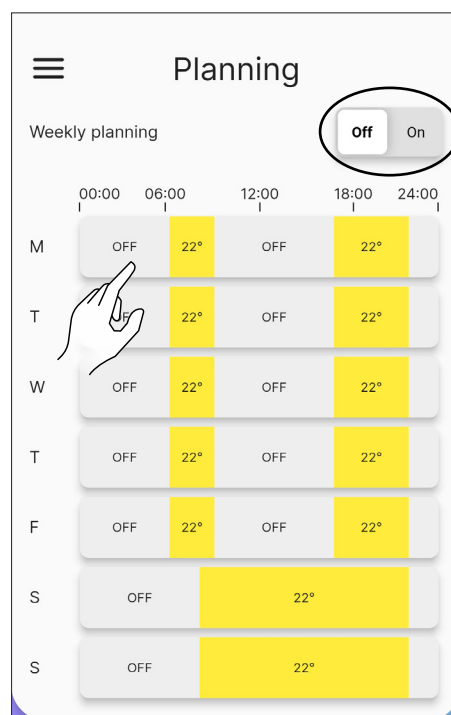 Planning
Weekly planning Off On
00:00 06:00 12:00 18:00 24:00
M OFF 22° OFF 22°
T OFF 22° OFF 22°
W OFF 22° OFF 22°
T OFF 22° OFF 22°
F OFF 22° OFF 22°
S OFF 22°
S OFF 22°